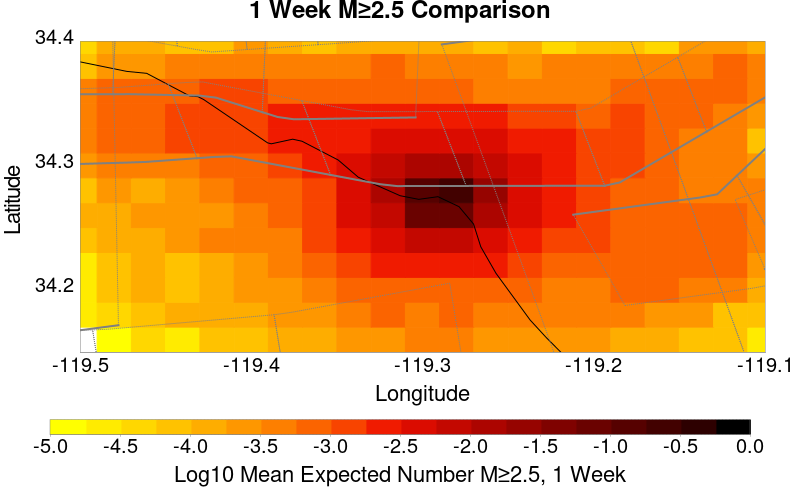 1 Week M≥2.5 Comparison
34.4
34.3
34.2
Latitude
-119.5 -119.4 -119.3 -119.2 -119.1
Longitude
-5.0 -4.5 -4.0 -3.5 -3.0 -2.5 -2.0 -1.5 -1.0 -0.5 0.0
Log10 Mean Expected Number M≥2.5, 1 Week